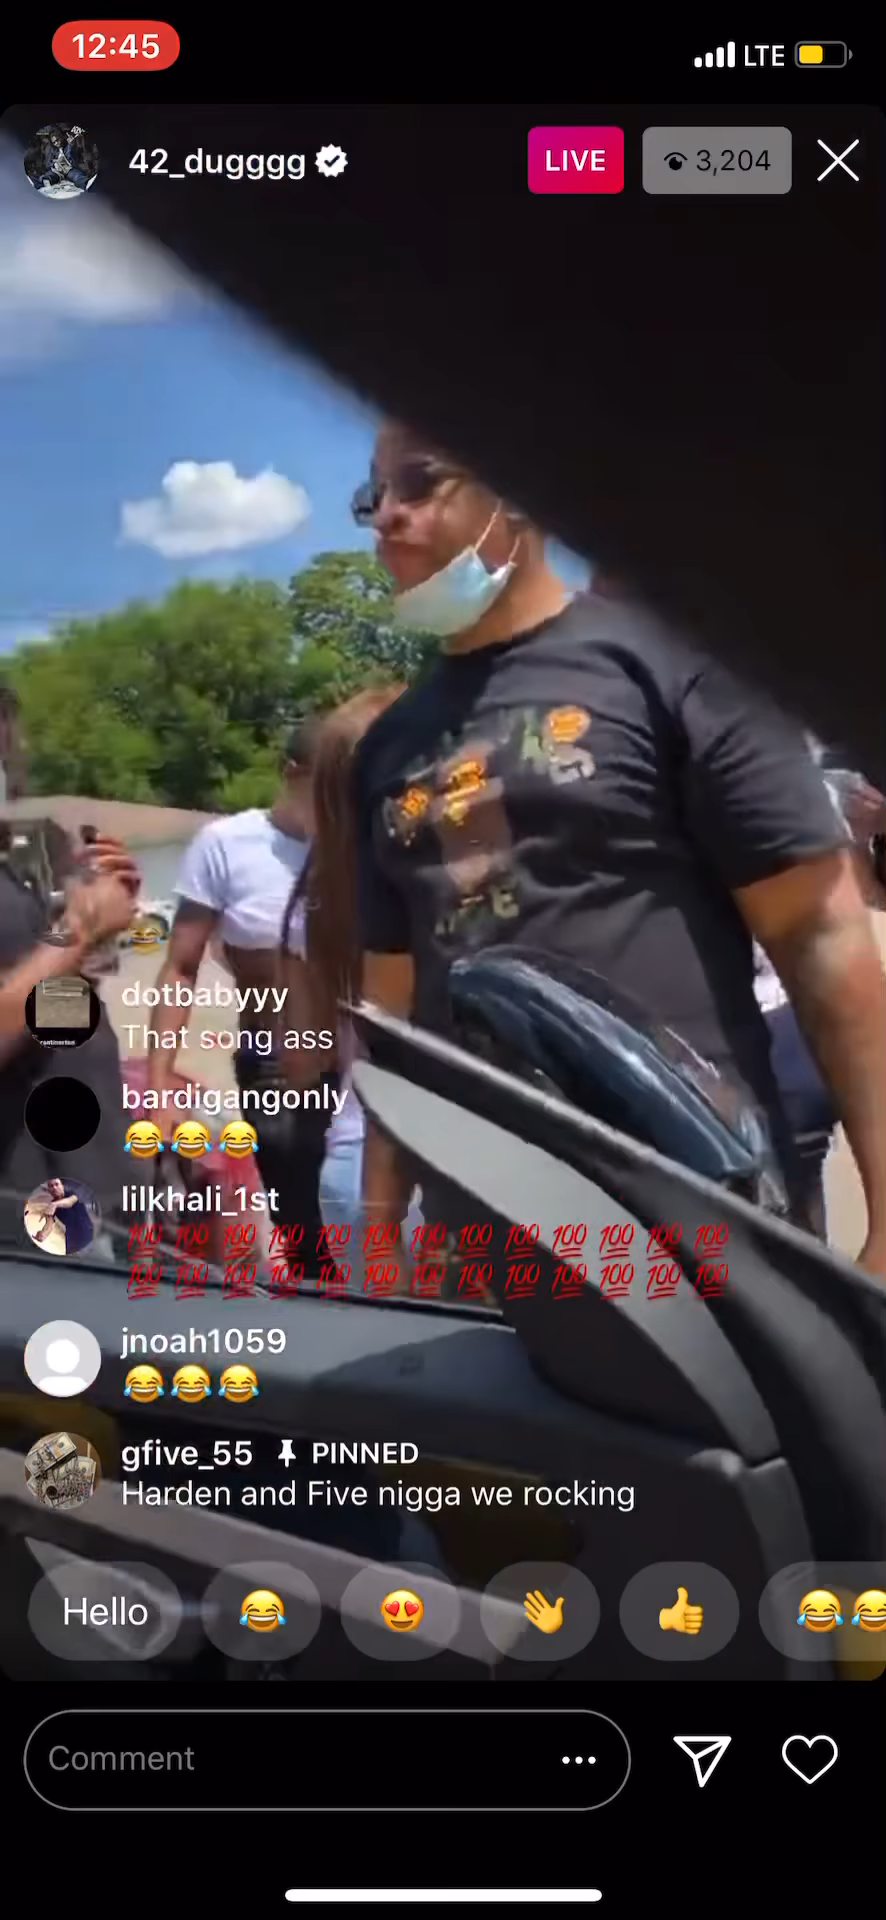 12:45
LTE
42_dugggg
LIVE
3,204
dotbabyyy
That song ass
bardigangonly
😂😂😂
lilkhali_1st
💯💯💯💯💯💯💯💯💯💯💯💯💯
💯💯💯💯💯💯💯💯💯💯💯💯💯
jnoah1059
😂😂😂
gfive_55 📌 PINNED
Harden and Five nigga we rocking
Hello 😂 😍 👋 👍 😂😂
Comment